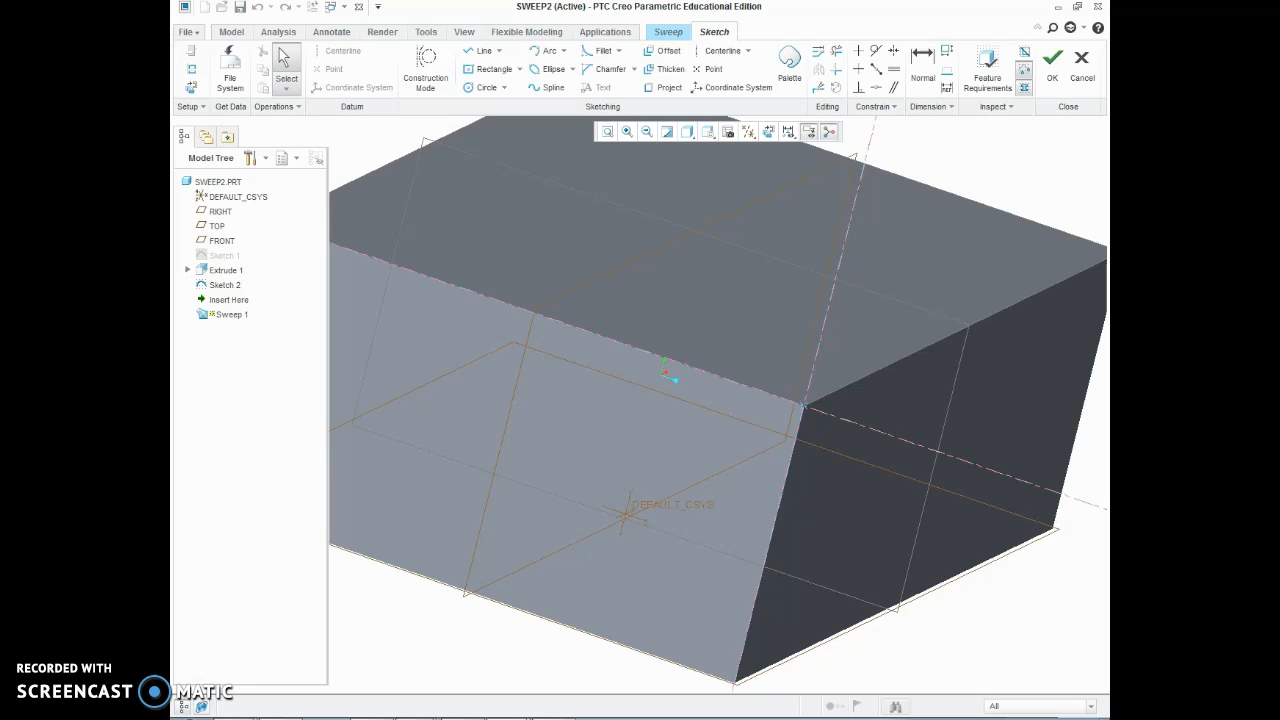 SWEEP2 (Active) - PTC Creo Parametric Educational Edition
File Model Analysis Annotate Render Tools View Flexible Modeling Applications Sweep Sketch
File System
Select
Centerline
Point
Coordinate System
Construction Mode
Line Arc Fillet Offset Centerline
Rectangle Ellipse Chamfer Thicken Point
Circle Spline Text Project Coordinate System
Palette
Normal
Feature Requirements
OK
Cancel
Setup Get Data Operations Datum Sketching Editing Constrain Dimension Inspect Close
Model Tree
SWEEP2.PRT
DEFAULT_CSYS
RIGHT
TOP
FRONT
Sketch 1
Extrude 1
Sketch 2
Insert Here
Sweep 1
DEFAULT_CSYS
RECORDED WITH
SCREENCAST MATIC
All